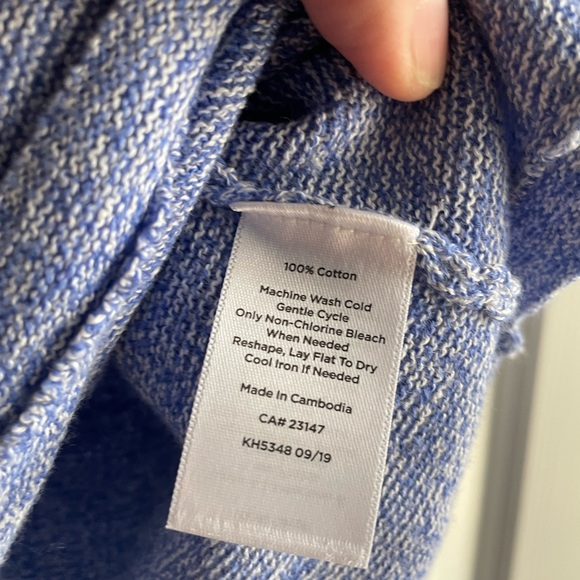 100% Cotton
Machine Wash Cold
Gentle Cycle
Only Non-Chlorine Bleach
When Needed
Reshape, Lay Flat To Dry
Cool Iron If Needed
Made In Cambodia
CA# 23147
KH5348 09/19